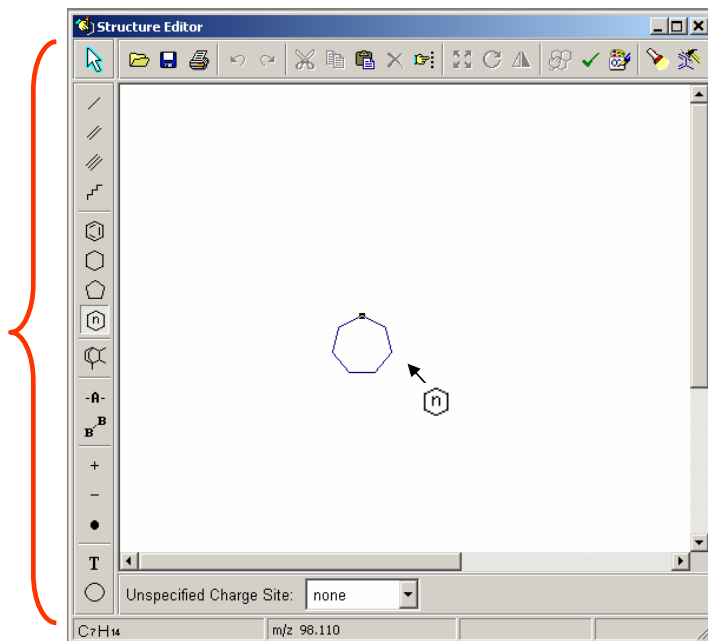 Structure Editor
n
n
-A-
B B
+
−
T
Unspecified Charge Site: none
C7H14 m/z 98.110